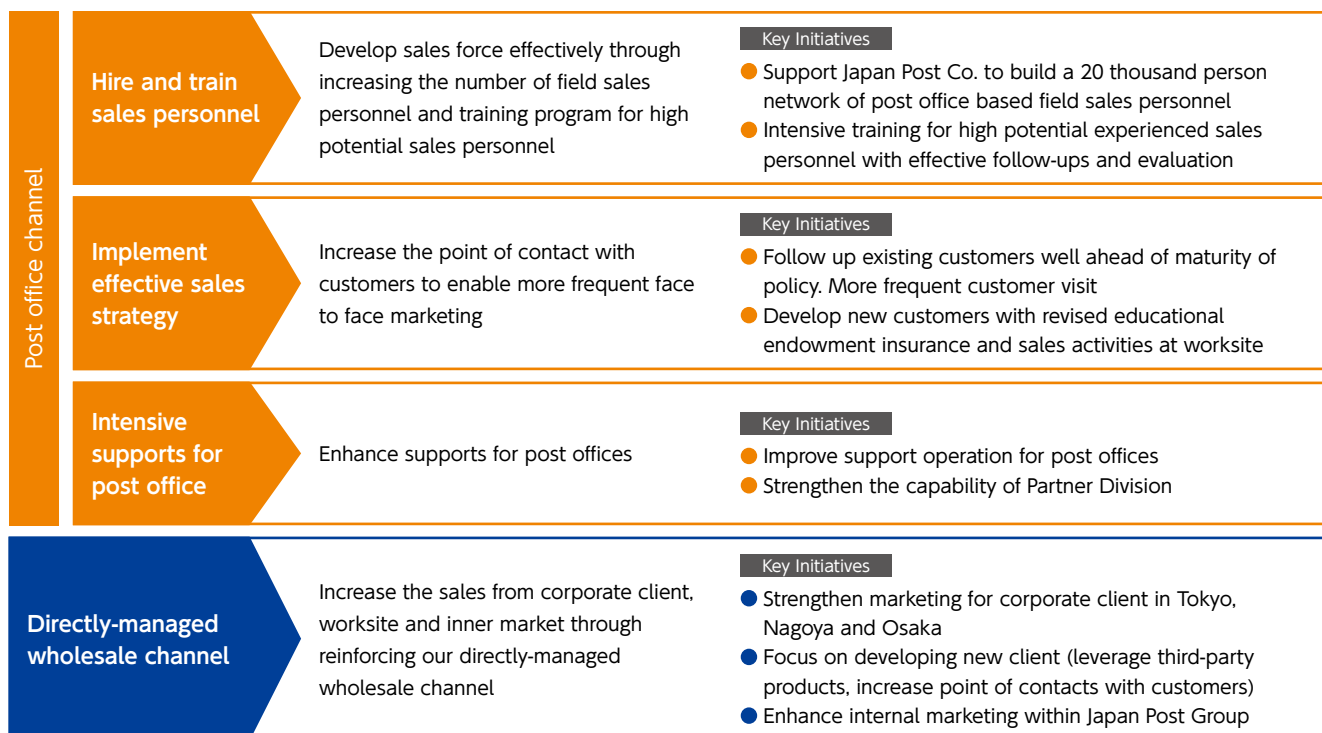 Post office channel
Hire and train
sales personnel
Develop sales force effectively through
increasing the number of field sales
personnel and training program for high
potential sales personnel
Key Initiatives
● Support Japan Post Co. to build a 20 thousand person
network of post office based field sales personnel
● Intensive training for high potential experienced sales
personnel with effective follow-ups and evaluation
Implement
effective sales
strategy
Increase the point of contact with
customers to enable more frequent face
to face marketing
Key Initiatives
● Follow up existing customers well ahead of maturity of
policy. More frequent customer visit
● Develop new customers with revised educational
endowment insurance and sales activities at worksite
Intensive
supports for
post office
Enhance supports for post offices
Key Initiatives
● Improve support operation for post offices
● Strengthen the capability of Partner Division
Directly-managed
wholesale channel
Increase the sales from corporate client,
worksite and inner market through
reinforcing our directly-managed
wholesale channel
Key Initiatives
● Strengthen marketing for corporate client in Tokyo,
Nagoya and Osaka
● Focus on developing new client (leverage third-party
products, increase point of contacts with customers)
● Enhance internal marketing within Japan Post Group